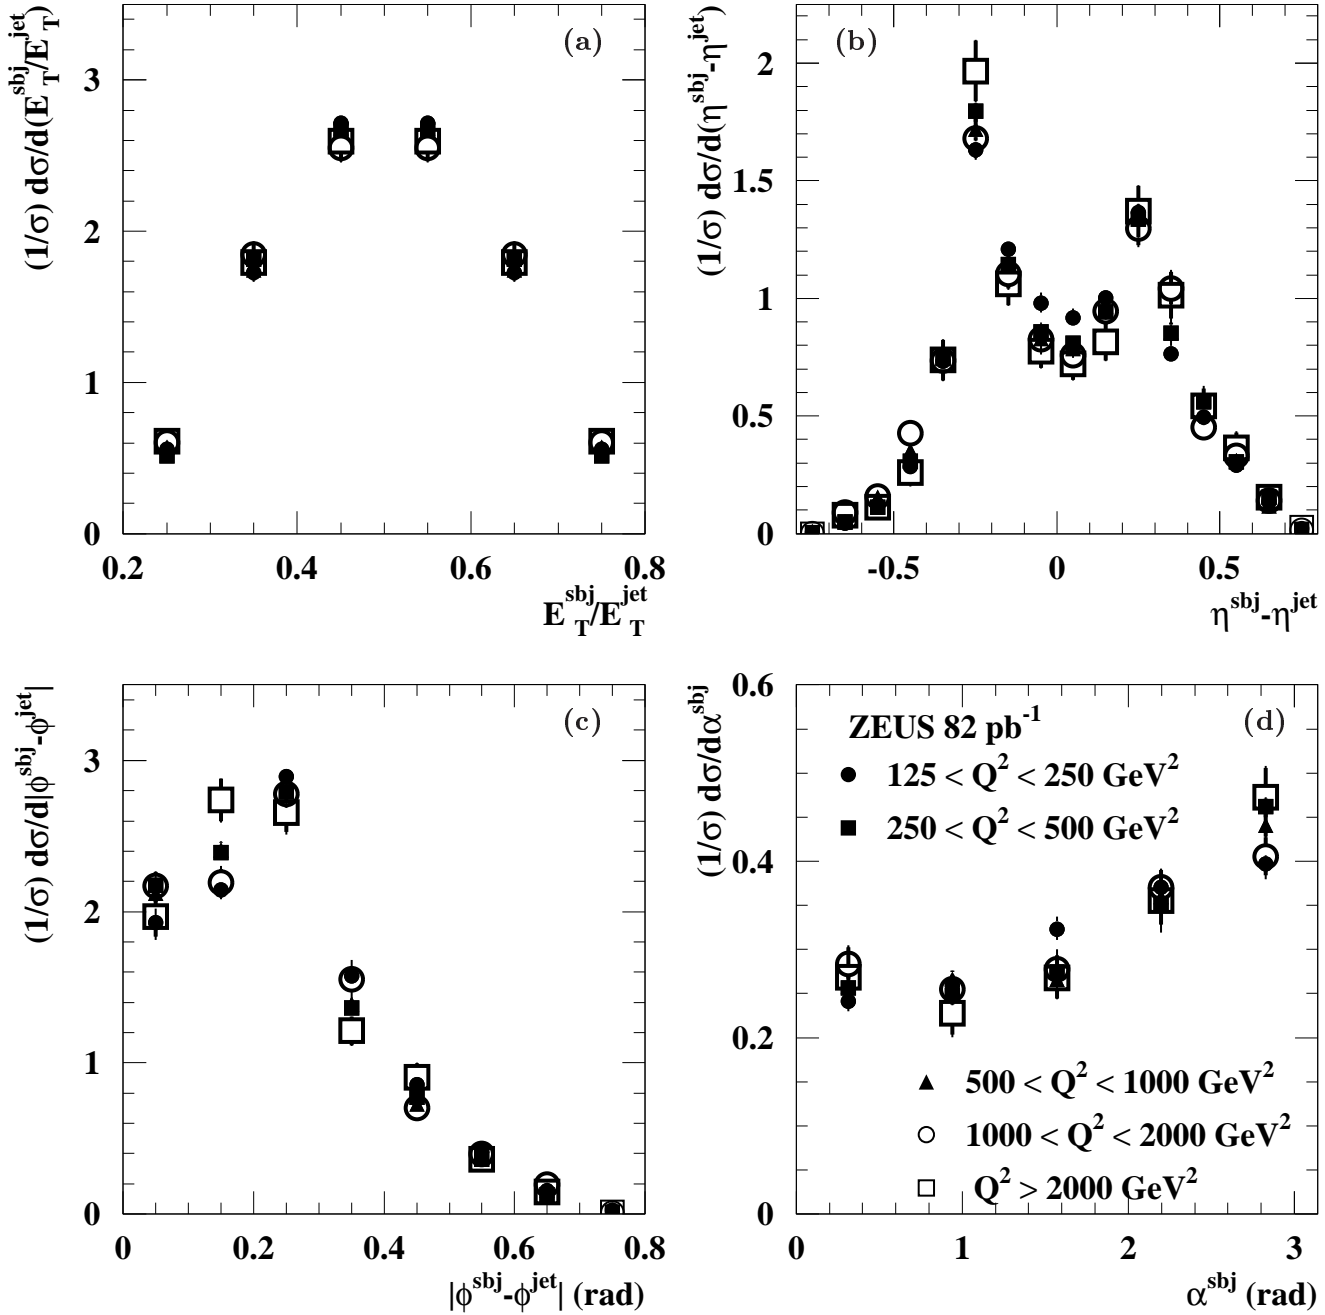 (a)
(1/σ) dσ/d(E_T^sbj/E_T^jet)
3
2
1
0
0.2 0.4 0.6 0.8
E_T^sbj/E_T^jet
(b)
(1/σ) dσ/d(η^sbj-η^jet)
2
1.5
1
0.5
0
-0.5 0 0.5
η^sbj-η^jet
(c)
(1/σ) dσ/d|ϕ^sbj-ϕ^jet|
3
2
1
0
0 0.2 0.4 0.6 0.8
|ϕ^sbj-ϕ^jet| (rad)
(d)
(1/σ) dσ/dα^sbj
0.6
0.4
0.2
0
ZEUS 82 pb^-1
125 < Q^2 < 250 GeV^2
250 < Q^2 < 500 GeV^2
500 < Q^2 < 1000 GeV^2
1000 < Q^2 < 2000 GeV^2
Q^2 > 2000 GeV^2
0 1 2 3
α^sbj (rad)